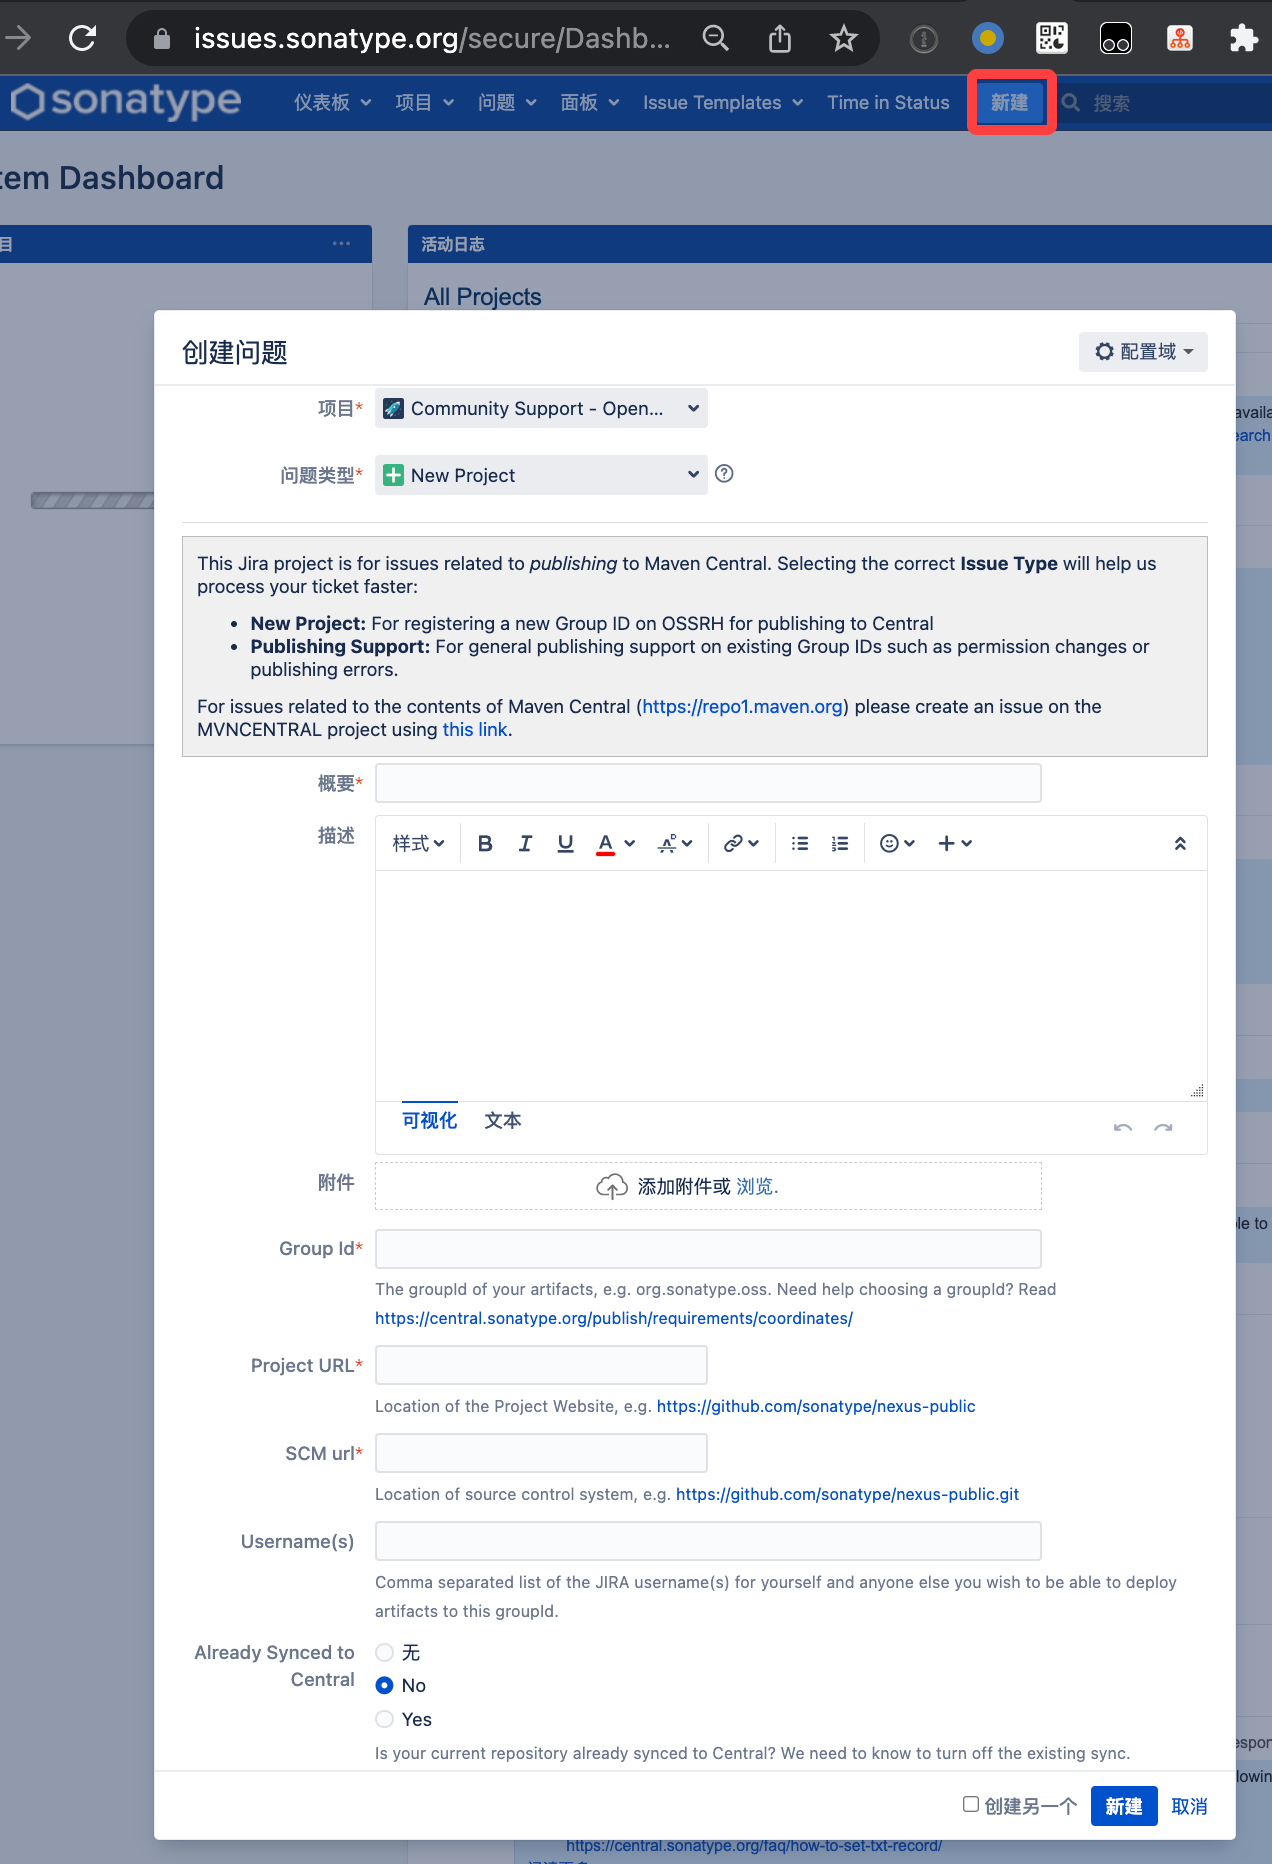 issues.sonatype.org/secure/Dashb...
sonatype 仪表板 项目 问题 面板 Issue Templates Time in Status 新建 搜索
tem Dashboard
目 活动日志
All Projects
创建问题 配置域
项目* Community Support - Open...
availa
earch
问题类型* New Project
This Jira project is for issues related to publishing to Maven Central. Selecting the correct Issue Type will help us
process your ticket faster:
• New Project: For registering a new Group ID on OSSRH for publishing to Central
• Publishing Support: For general publishing support on existing Group IDs such as permission changes or
publishing errors.
For issues related to the contents of Maven Central (https://repo1.maven.org) please create an issue on the
MVNCENTRAL project using this link.
概要*
描述 样式 B I U A
可视化 文本
附件 添加附件或 浏览.
ble to
Group Id*
The groupId of your artifacts, e.g. org.sonatype.oss. Need help choosing a groupId? Read
https://central.sonatype.org/publish/requirements/coordinates/
Project URL*
Location of the Project Website, e.g. https://github.com/sonatype/nexus-public
SCM url*
Location of source control system, e.g. https://github.com/sonatype/nexus-public.git
Username(s)
Comma separated list of the JIRA username(s) for yourself and anyone else you wish to be able to deploy
artifacts to this groupId.
Already Synced to
Central
无
No
Yes
Is your current repository already synced to Central? We need to know to turn off the existing sync.
espon
lowin
创建另一个 新建 取消
https://central.sonatype.org/faq/how-to-set-txt-record/